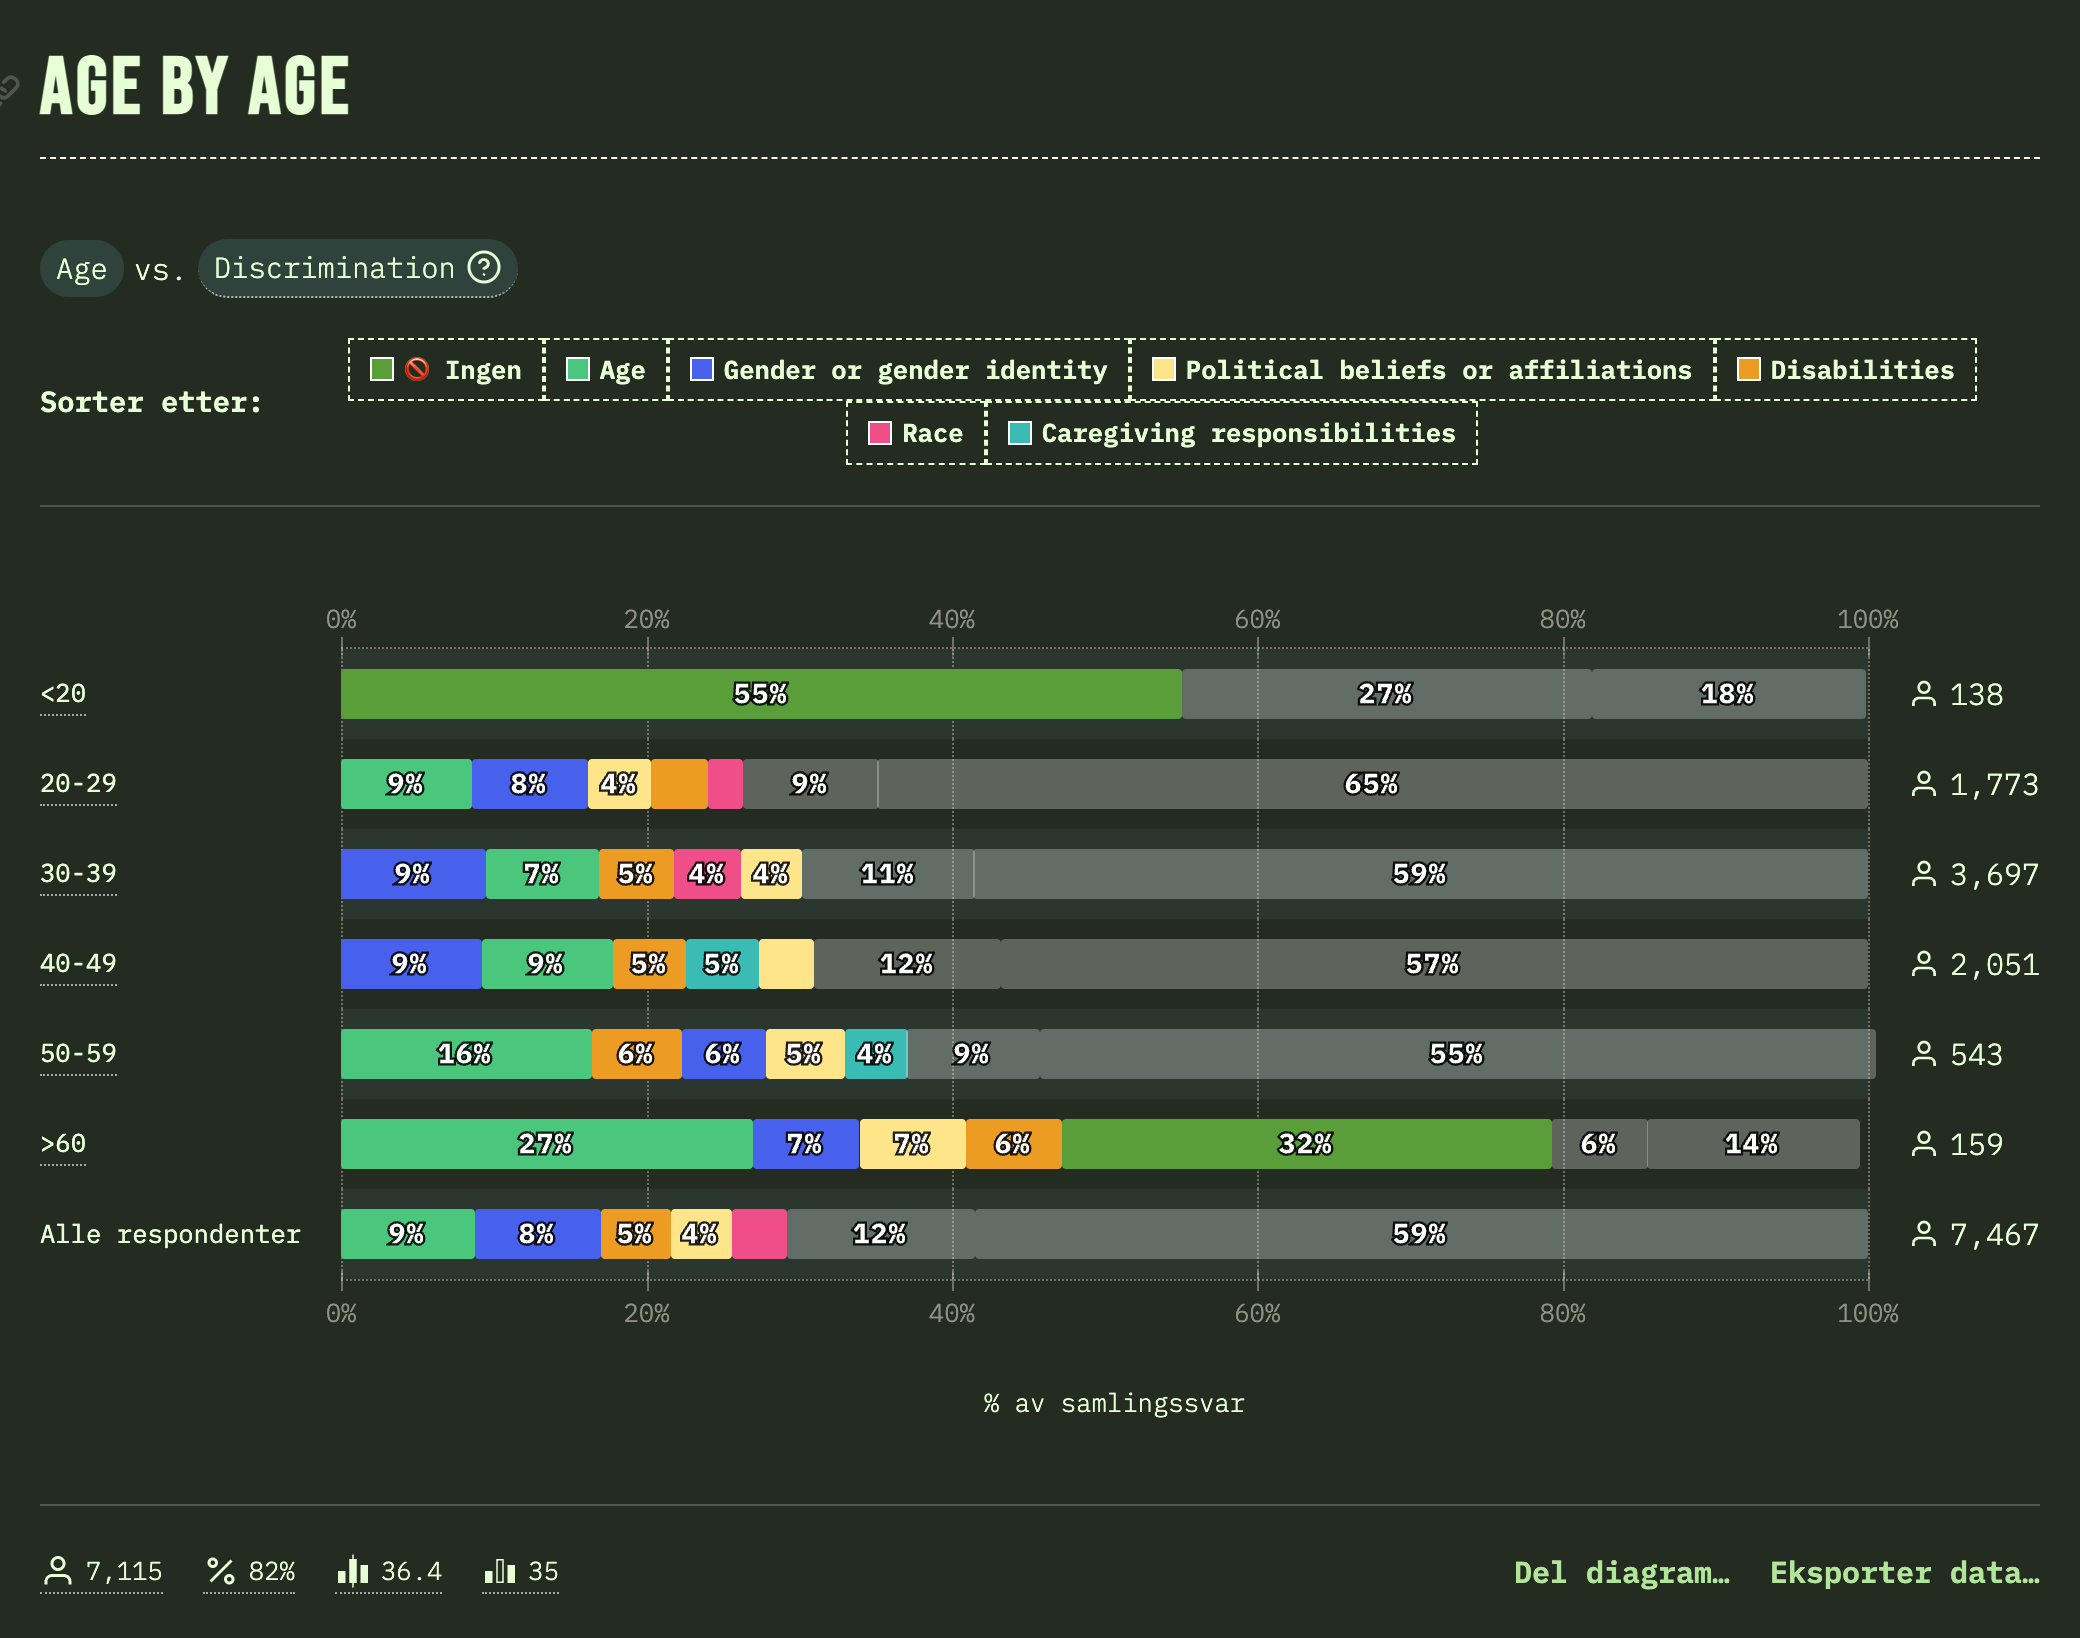 AGE BY AGE
Age vs. Discrimination ?
Sorter etter:
🚫 Ingen Age Gender or gender identity Political beliefs or affiliations Disabilities
Race Caregiving responsibilities
0% 20% 40% 60% 80% 100%
<20 55% 27% 18% 138
20-29 9% 8% 4% 9% 65% 1,773
30-39 9% 7% 5% 4% 4% 11% 59% 3,697
40-49 9% 9% 5% 5% 12% 57% 2,051
50-59 16% 6% 6% 5% 4% 9% 55% 543
>60 27% 7% 7% 6% 32% 6% 14% 159
Alle respondenter 9% 8% 5% 4% 12% 59% 7,467
0% 20% 40% 60% 80% 100%
% av samlingssvar
7,115 % 82% 36.4 35 Del diagram… Eksporter data…